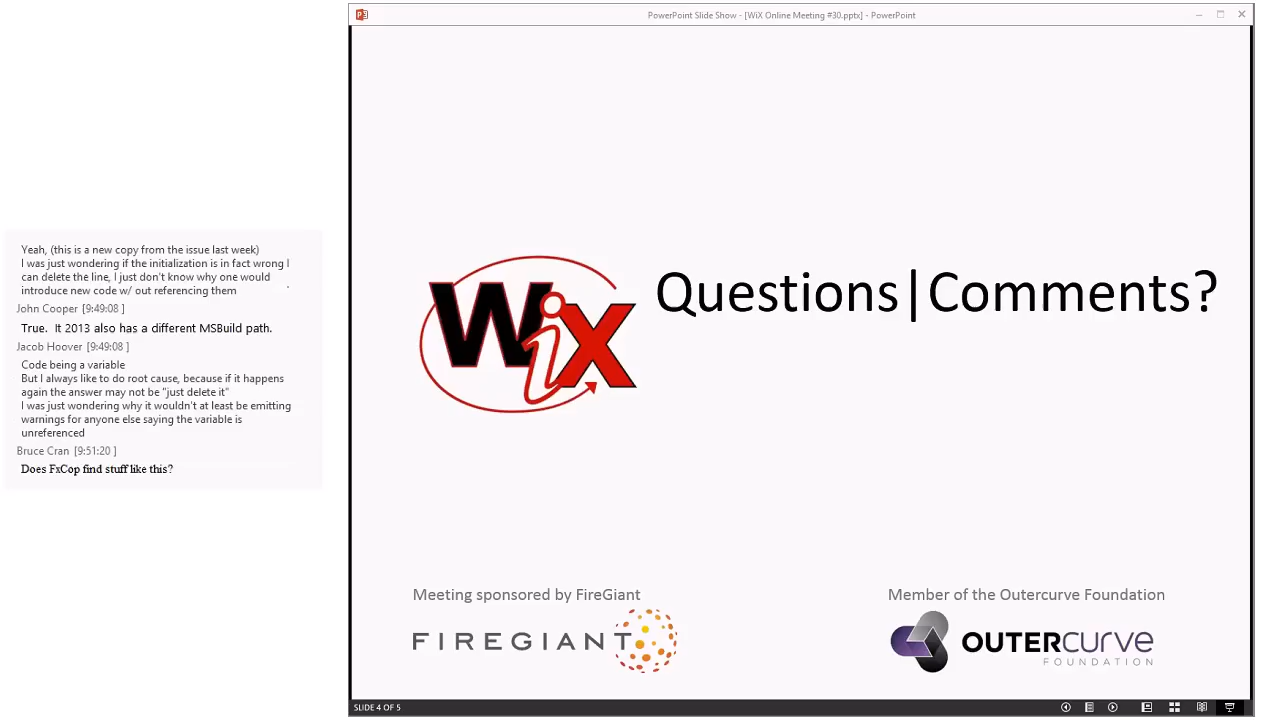 PowerPoint Slide Show - [WiX Online Meeting #30.pptx] - PowerPoint
Yeah, (this is a new copy from the issue last week)
I was just wondering if the initialization is in fact wrong I
can delete the line, I just don't know why one would
introduce new code w/ out referencing them
John Cooper [9:49:08 ]
True. It 2013 also has a different MSBuild path.
Jacob Hoover [9:49:08 ]
Code being a variable
But I always like to do root cause, because if it happens
again the answer may not be "just delete it"
I was just wondering why it wouldn't at least be emitting
warnings for anyone else saying the variable is
unreferenced
Bruce Cran [9:51:20 ]
Does FxCop find stuff like this?
WiX
Questions|Comments?
Meeting sponsored by FireGiant
FIREGIANT
Member of the Outercurve Foundation
OUTERCURVE
FOUNDATION
SLIDE 4 OF 5